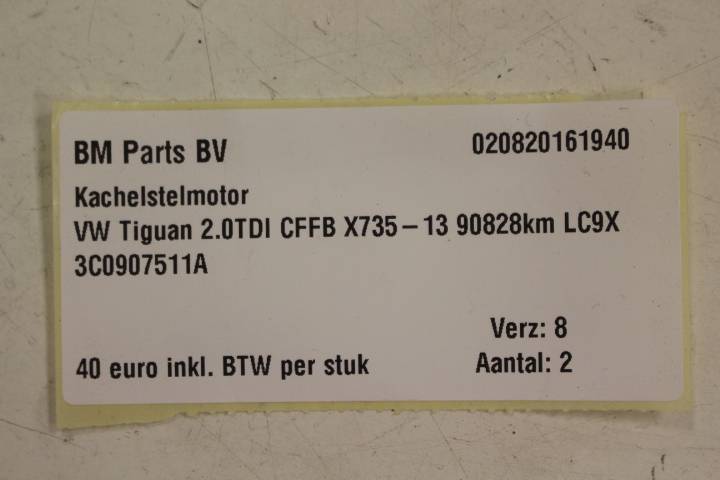 BM Parts BV 020820161940
Kachelstelmotor
VW Tiguan 2.0TDI CFFB X735-13 90828km LC9X
3C0907511A
Verz: 8
40 euro inkl. BTW per stuk Aantal: 2